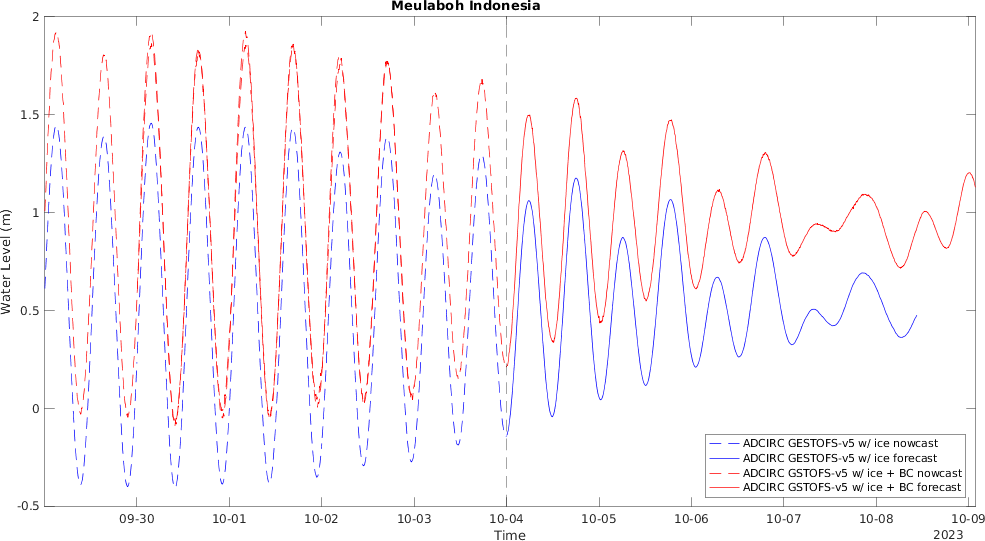 Meulaboh Indonesia
2
1.5
1
0.5
0
-0.5
Water Level (m)
09-30
10-01
10-02
10-03
10-04
10-05
10-06
10-07
10-08
10-09
Time
2023
ADCIRC GESTOFS-v5 w/ ice nowcast
ADCIRC GESTOFS-v5 w/ ice forecast
ADCIRC GSTOFS-v5 w/ ice + BC nowcast
ADCIRC GSTOFS-v5 w/ ice + BC forecast